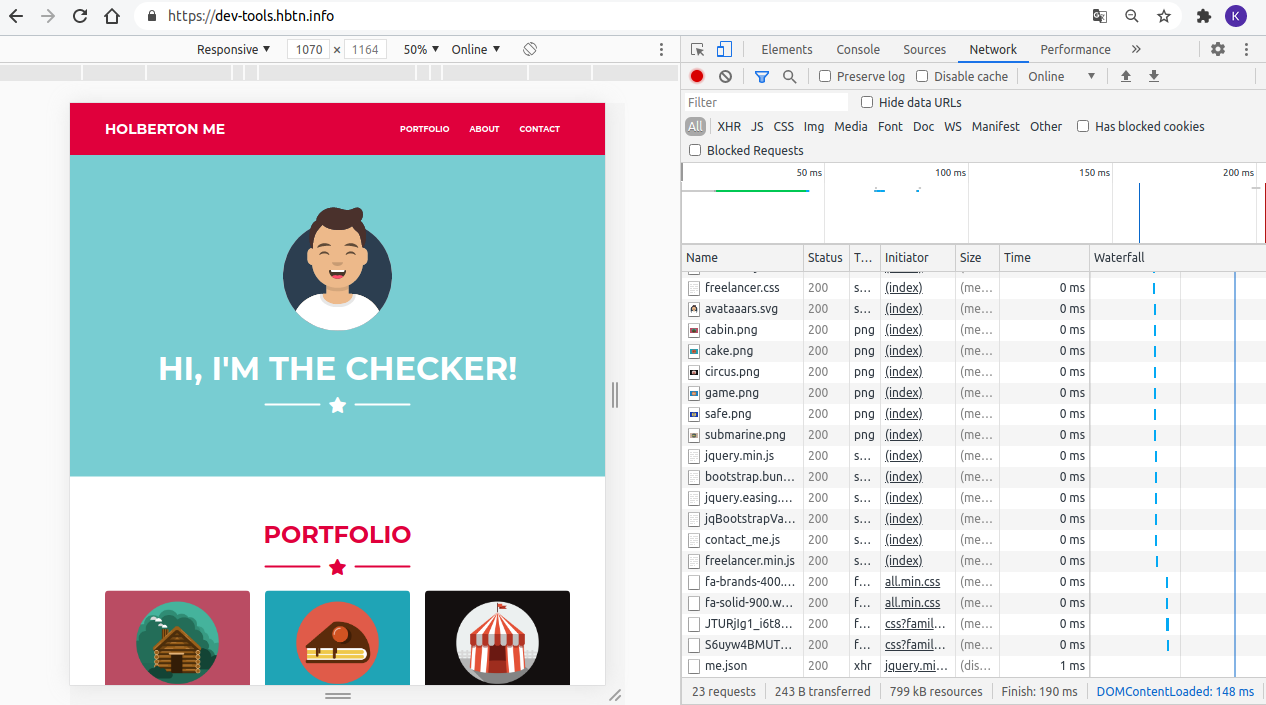 https://dev-tools.hbtn.info
K
Responsive ▼ 1070 × 1164 50% ▼ Online ▼
HOLBERTON ME
PORTFOLIO ABOUT CONTACT
HI, I'M THE CHECKER!
PORTFOLIO
Elements Console Sources Network Performance »
Preserve log Disable cache Online ▼
Filter Hide data URLs
All XHR JS CSS Img Media Font Doc WS Manifest Other Has blocked cookies
Blocked Requests
50 ms 100 ms 150 ms 200 ms
Name Status T... Initiator Size Time Waterfall
freelancer.css 200 s... (index) (me... 0 ms
avataaars.svg 200 s... (index) (me... 0 ms
cabin.png 200 png (index) (me... 0 ms
cake.png 200 png (index) (me... 0 ms
circus.png 200 png (index) (me... 0 ms
game.png 200 png (index) (me... 0 ms
safe.png 200 png (index) (me... 0 ms
submarine.png 200 png (index) (me... 0 ms
jquery.min.js 200 s... (index) (me... 0 ms
bootstrap.bun... 200 s... (index) (me... 0 ms
jquery.easing.... 200 s... (index) (me... 0 ms
jqBootstrapVa... 200 s... (index) (me... 0 ms
contact_me.js 200 s... (index) (me... 0 ms
freelancer.min.js 200 s... (index) (me... 0 ms
fa-brands-400.... 200 f... all.min.css (me... 0 ms
fa-solid-900.w... 200 f... all.min.css (me... 0 ms
JTURjIg1_i6t8... 200 f... css?famil... (me... 0 ms
S6uyw4BMUT... 200 f... css?famil... (me... 0 ms
me.json 200 xhr jquery.mi... (dis... 1 ms
23 requests 243 B transferred 799 kB resources Finish: 190 ms DOMContentLoaded: 148 ms